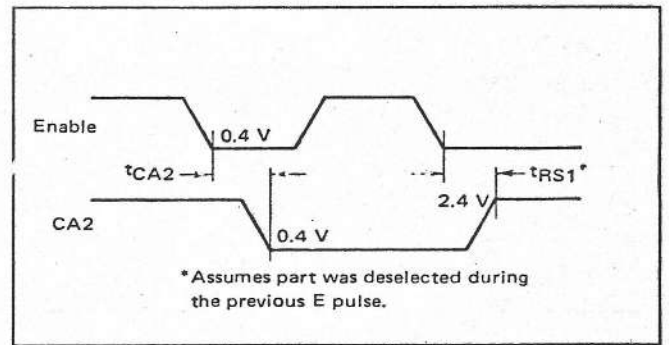 Enable
0.4 V
tCA2
tRS1*
2.4 V
CA2
0.4 V
*Assumes part was deselected during
the previous E pulse.